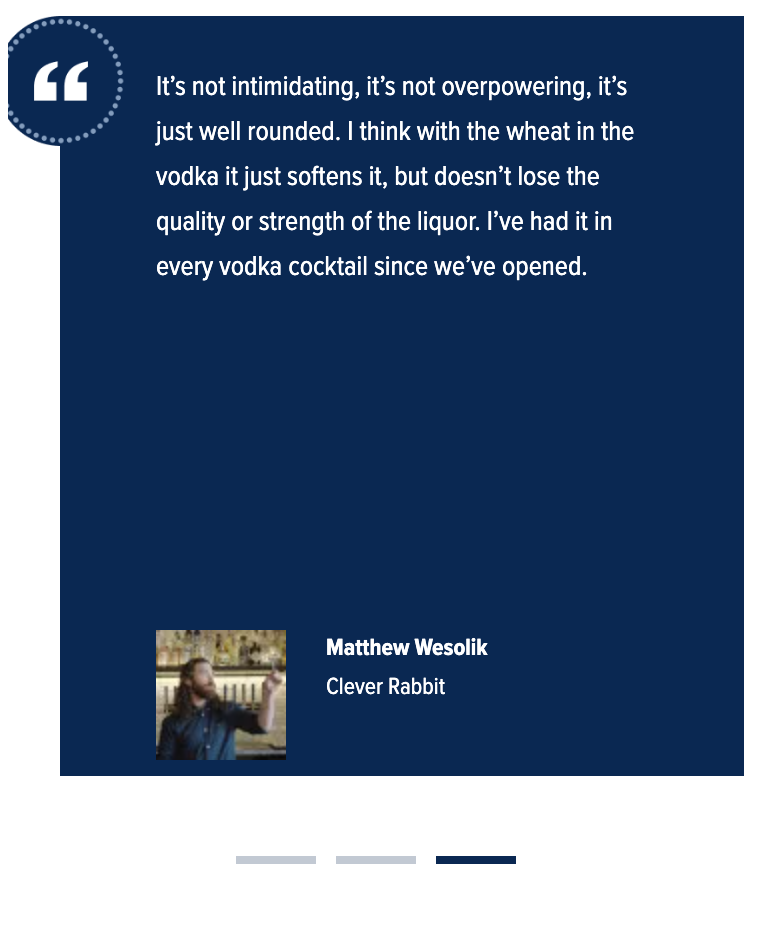 “
It’s not intimidating, it’s not overpowering, it’s
just well rounded. I think with the wheat in the
vodka it just softens it, but doesn’t lose the
quality or strength of the liquor. I’ve had it in
every vodka cocktail since we’ve opened.
Matthew Wesolik
Clever Rabbit